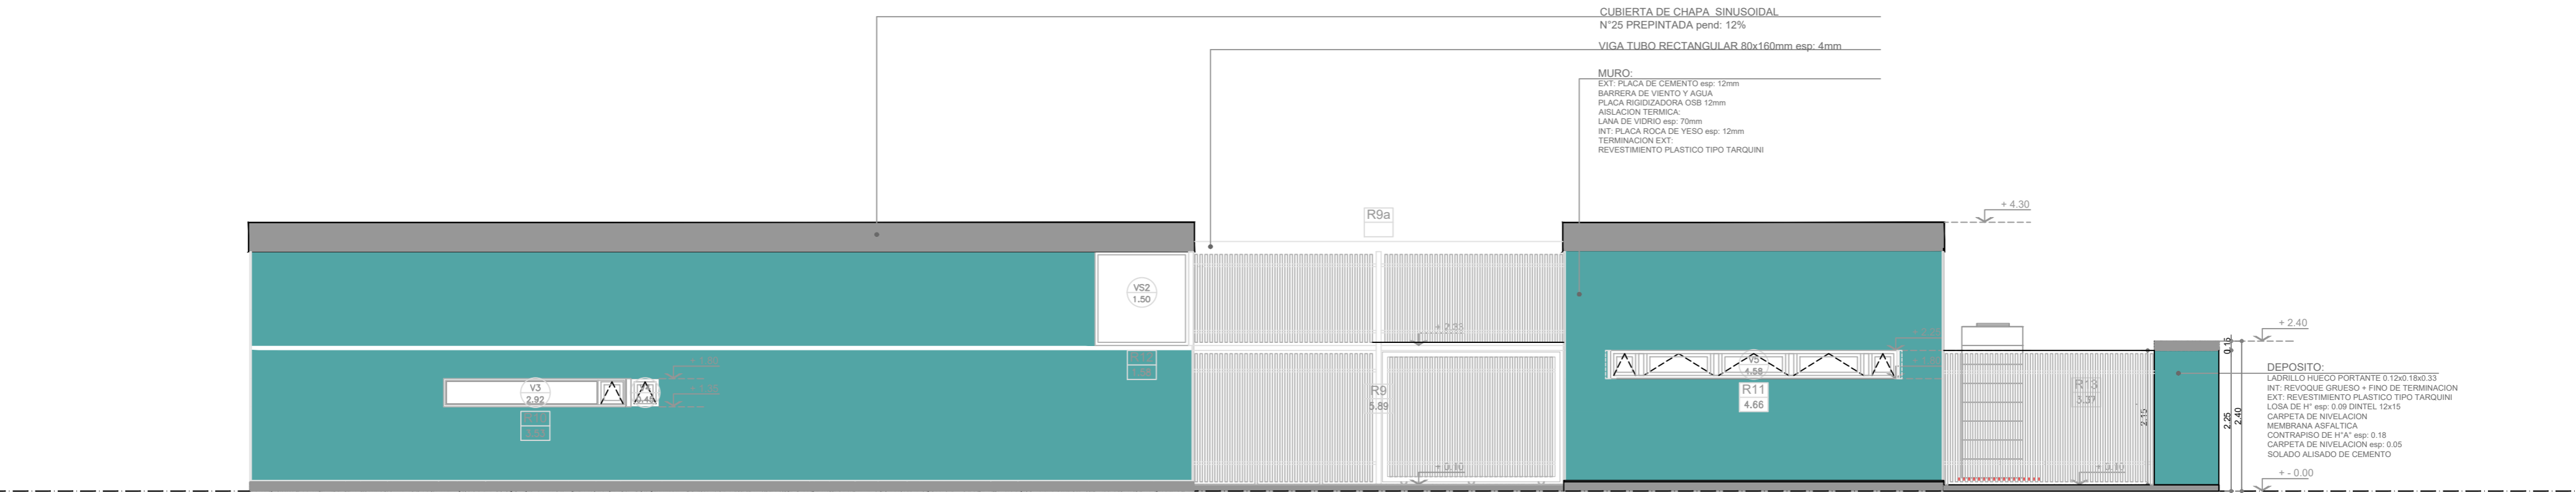 CUBIERTA DE CHAPA SINUSOIDAL
N°25 PREPINTADA pend: 12%
VIGA TUBO RECTANGULAR 80x160mm esp: 4mm
MURO:
EXT: PLACA DE CEMENTO esp: 12mm
BARRERA DE VIENTO Y AGUA
PLACA RIGIDIZADORA OSB 12mm
AISLACION TERMICA:
LANA DE VIDRIO esp: 70mm
INT: PLACA ROCA DE YESO esp: 12mm
TERMINACION EXT:
REVESTIMIENTO PLASTICO TIPO TARQUINI
R9a
+ 4.30
VS2
1.50
+ 2.35
+ 2.40
0.15
V3
2.92
R9
5.89
V5
4.58
R11
4.66
R13
3.37
2.15
2.25
2.40
+ 0.10
+ 0.10
DEPOSITO:
LADRILLO HUECO PORTANTE 0.12x0.18x0.33
INT: REVOQUE GRUESO + FINO DE TERMINACION
EXT: REVESTIMIENTO PLASTICO TIPO TARQUINI
LOSA DE H° esp: 0.09 DINTEL 12x15
CARPETA DE NIVELACION
MEMBRANA ASFALTICA
CONTRAPISO DE H°A° esp: 0.18
CARPETA DE NIVELACION esp: 0.05
SOLADO ALISADO DE CEMENTO
+ - 0.00